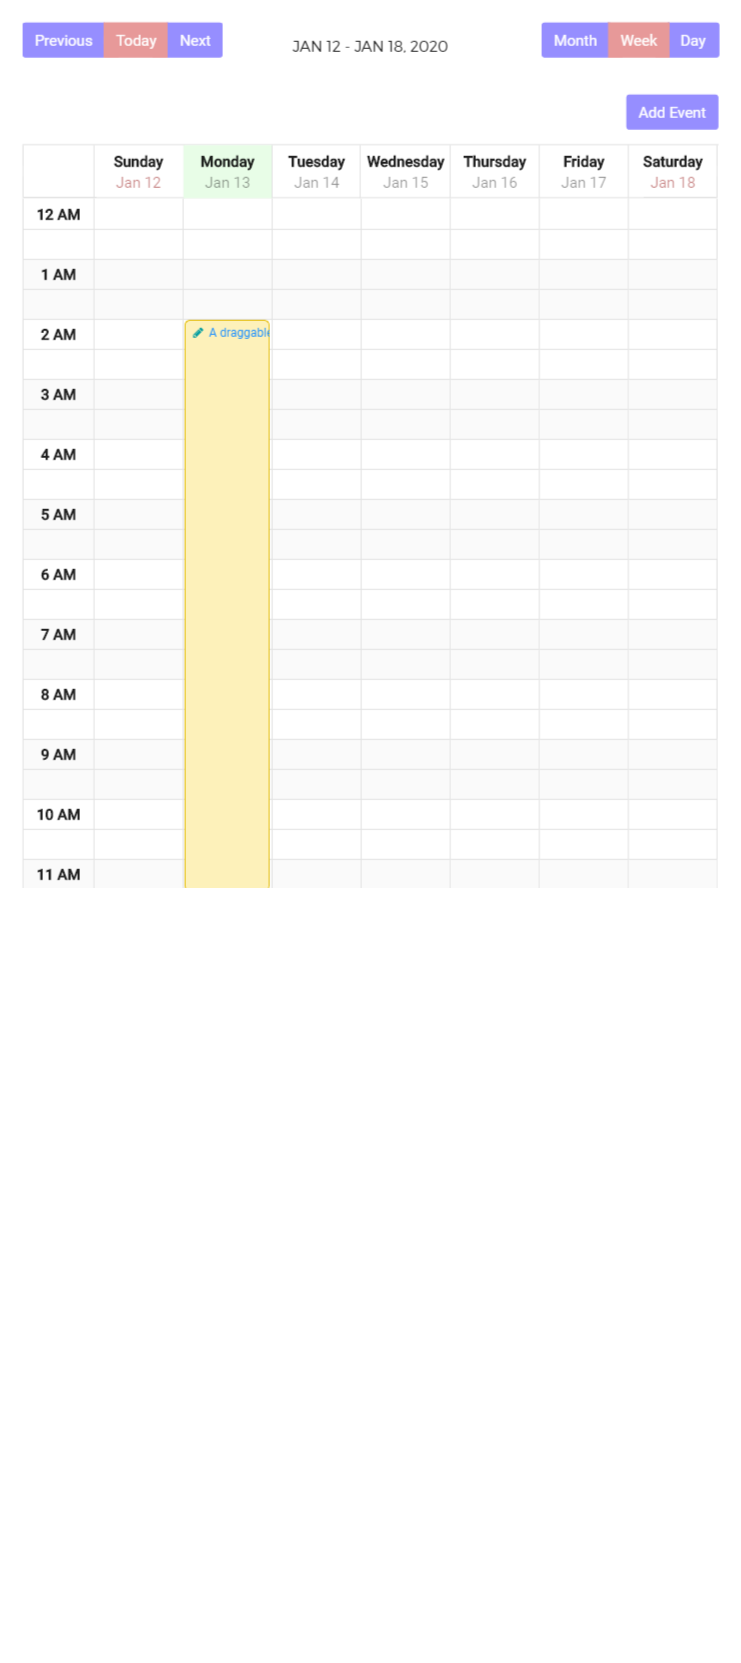 Previous Today Next
JAN 12 - JAN 18, 2020
Month Week Day
Add Event
Sunday Monday Tuesday Wednesday Thursday Friday Saturday
Jan 12 Jan 13 Jan 14 Jan 15 Jan 16 Jan 17 Jan 18
12 AM
1 AM
2 AM
A draggable
3 AM
4 AM
5 AM
6 AM
7 AM
8 AM
9 AM
10 AM
11 AM